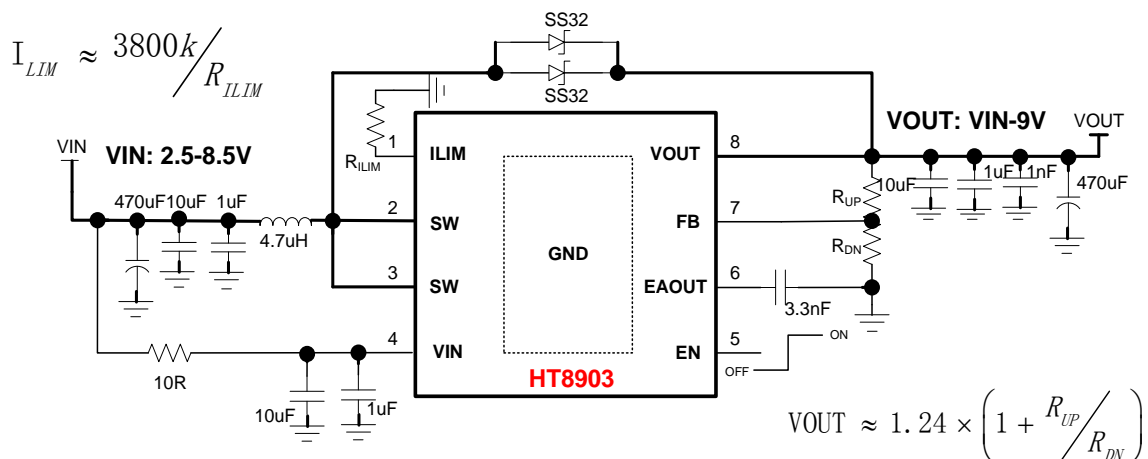 I_LIM ≈ 3800k/R_ILIM
SS32
SS32
VIN
VIN: 2.5-8.5V
470uF
10uF
1uF
4.7uH
R_ILIM
1
ILIM
2
SW
3
SW
4
VIN
10R
10uF
1uF
GND
HT8903
VOUT
8
FB
7
EAOUT
6
EN
5
3.3nF
OFF
ON
R_UP
R_DN
VOUT: VIN-9V
VOUT
10uF
1uF
1nF
470uF
VOUT ≈ 1.24 × (1 + R_UP/R_DN)